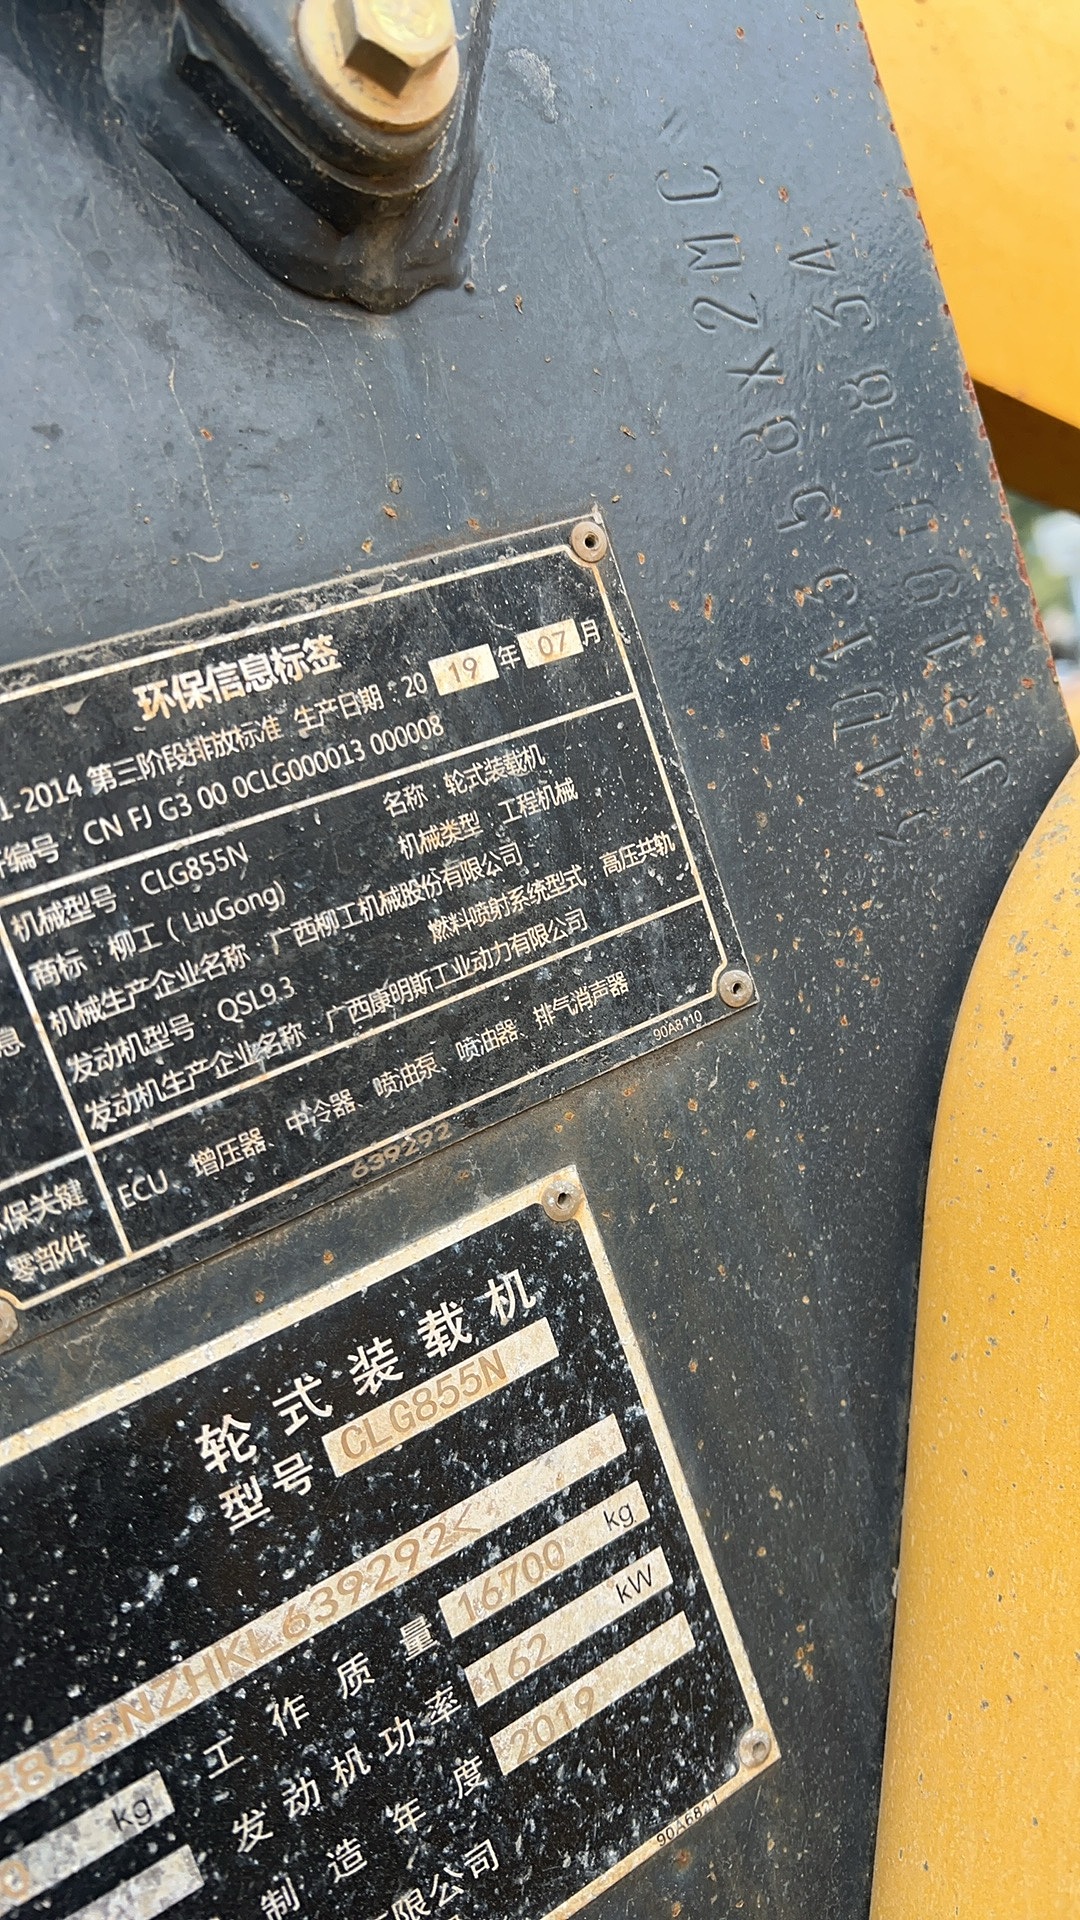 环保信息标签
1-2014 第三阶段排放标准 生产日期：2019年07月
编号：CN FJ G3 00 0CLG000013 000008
机械型号：CLG855N 名称：轮式装载机
商标：柳工（LiuGong) 机械类型：工程机械
机械生产企业名称：广西柳工机械股份有限公司
发动机型号：QSL9.3 燃料喷射系统型式 高压共轨
发动机生产企业名称：广西康明斯工业动力有限公司
息
保关键
零部件
ECU、增压器、中冷器、喷油泵、喷油器、排气消声器
90A8110
639292
轮式装载机
型号 CLG855N
855NZHKL639292<
kg
工作质量 16700 kg
发动机功率 162 kW
制造年度 2019
限公司
90A6821